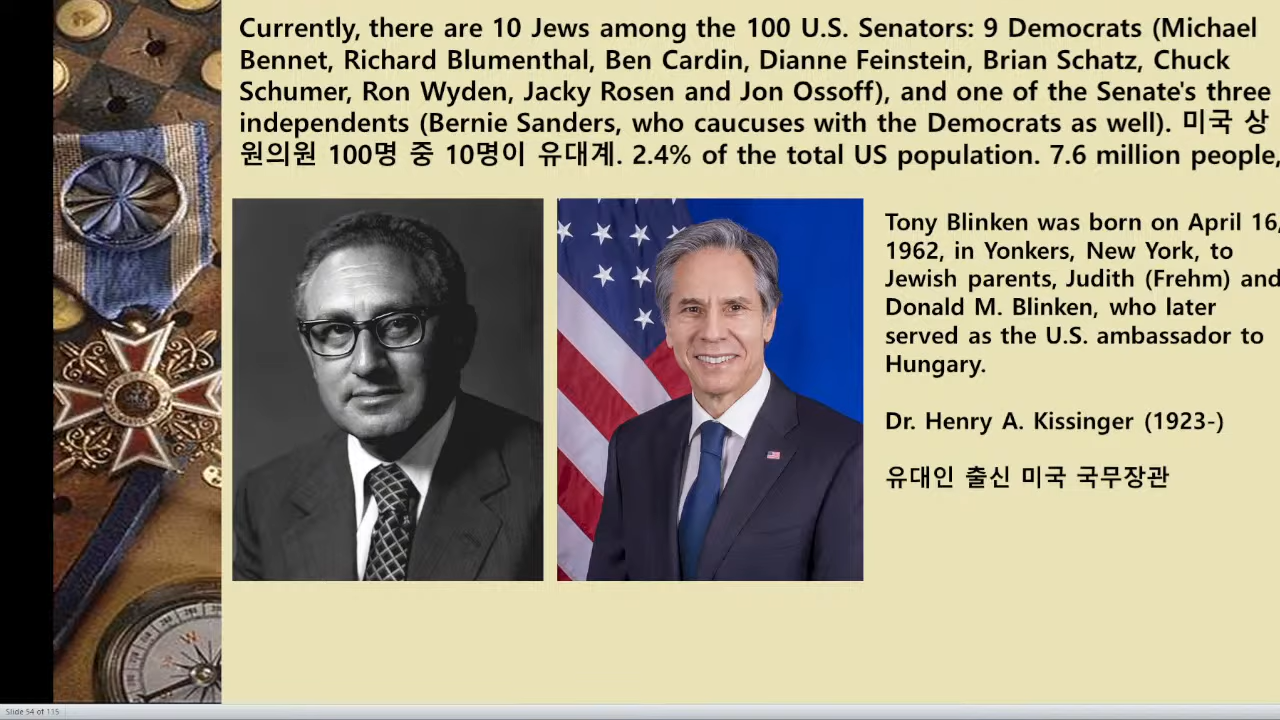 Currently, there are 10 Jews among the 100 U.S. Senators: 9 Democrats (Michael
Bennet, Richard Blumenthal, Ben Cardin, Dianne Feinstein, Brian Schatz, Chuck
Schumer, Ron Wyden, Jacky Rosen and Jon Ossoff), and one of the Senate's three
independents (Bernie Sanders, who caucuses with the Democrats as well). 미국 상
원의원 100명 중 10명이 유대계. 2.4% of the total US population. 7.6 million people,
Tony Blinken was born on April 16,
1962, in Yonkers, New York, to
Jewish parents, Judith (Frehm) and
Donald M. Blinken, who later
served as the U.S. ambassador to
Hungary.
Dr. Henry A. Kissinger (1923-)
유대인 출신 미국 국무장관
Slide 54 of 115